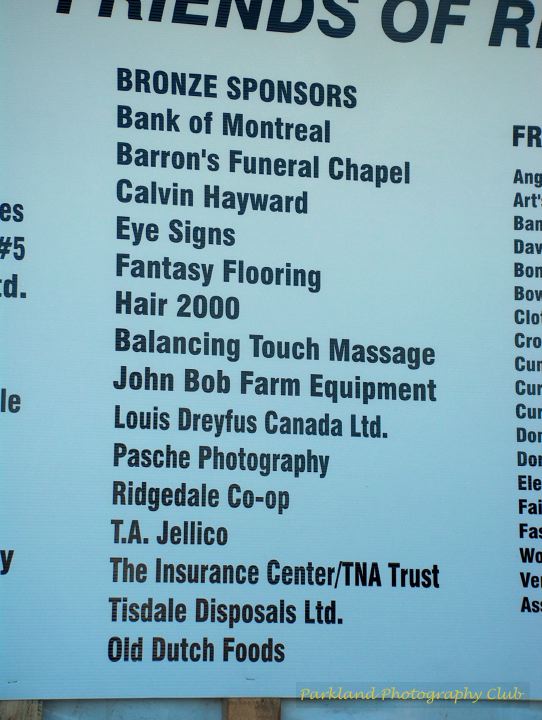 FRIENDS OF
BRONZE SPONSORS
Bank of Montreal
Barron's Funeral Chapel
Calvin Hayward
Eye Signs
Fantasy Flooring
Hair 2000
Balancing Touch Massage
John Bob Farm Equipment
Louis Dreyfus Canada Ltd.
Pasche Photography
Ridgedale Co-op
T.A. Jellico
The Insurance Center/TNA Trust
Tisdale Disposals Ltd.
Old Dutch Foods
#5
Parkland Photography Club